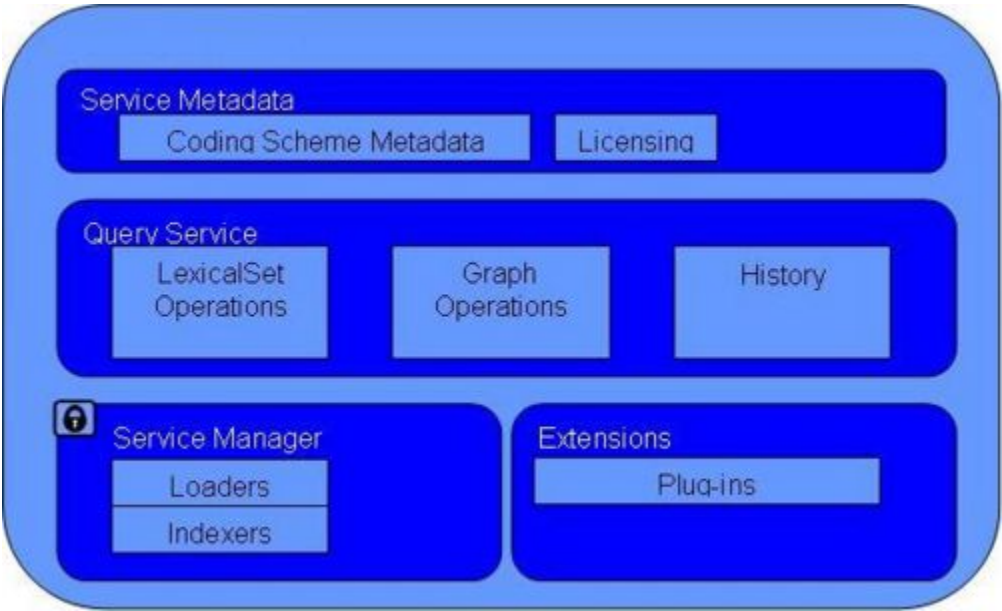 Service Metadata
Coding Scheme Metadata
Licensing
Query Service
LexicalSet
Operations
Graph
Operations
History
Service Manager
Loaders
Indexers
Extensions
Plug-ins